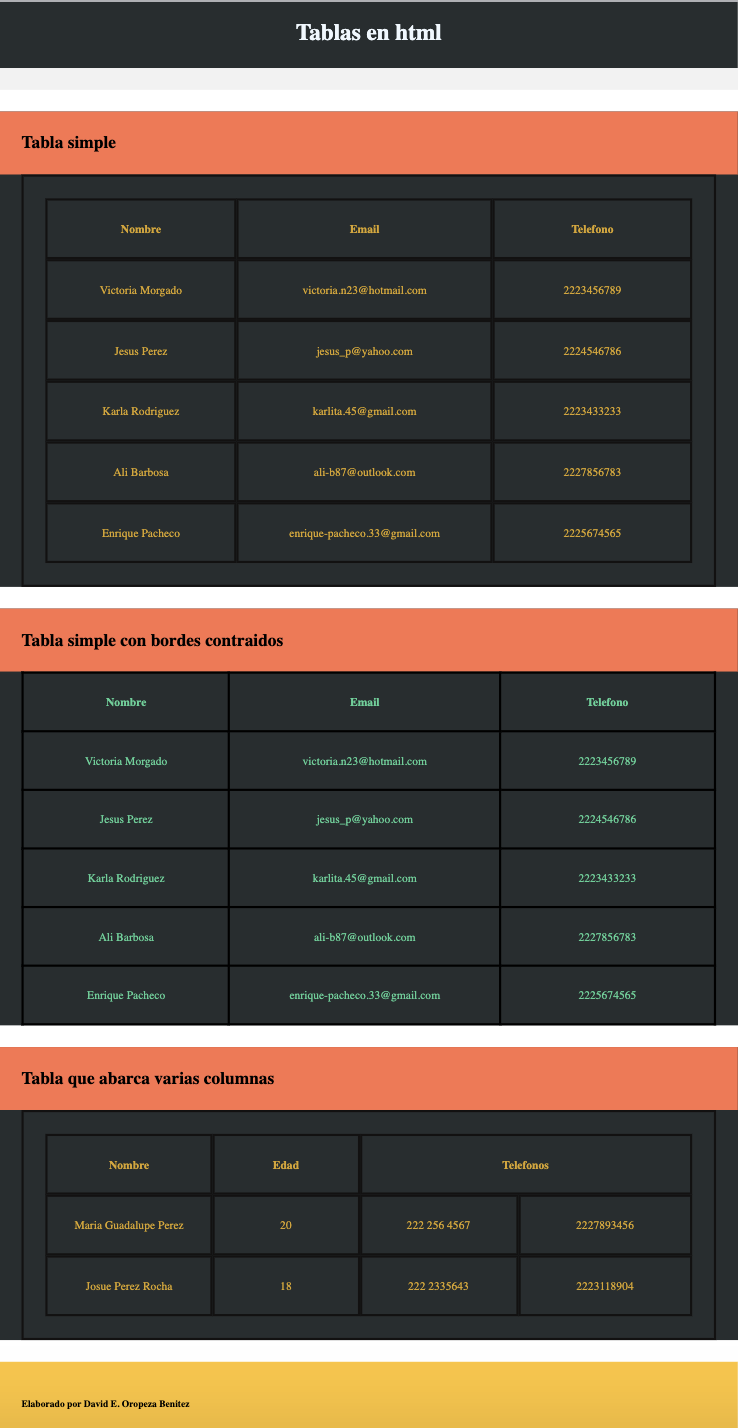 Tablas en html
Tabla simple
Nombre Email Telefono
Victoria Morgado victoria.n23@hotmail.com 2223456789
Jesus Perez jesus_p@yahoo.com 2224546786
Karla Rodriguez karlita.45@gmail.com 2223433233
Ali Barbosa ali-b87@outlook.com 2227856783
Enrique Pacheco enrique-pacheco.33@gmail.com 2225674565
Tabla simple con bordes contraidos
Nombre Email Telefono
Victoria Morgado victoria.n23@hotmail.com 2223456789
Jesus Perez jesus_p@yahoo.com 2224546786
Karla Rodriguez karlita.45@gmail.com 2223433233
Ali Barbosa ali-b87@outlook.com 2227856783
Enrique Pacheco enrique-pacheco.33@gmail.com 2225674565
Tabla que abarca varias columnas
Nombre Edad Telefonos
Maria Guadalupe Perez 20 222 256 4567 2227893456
Josue Perez Rocha 18 222 2335643 2223118904
Elaborado por David E. Oropeza Benitez